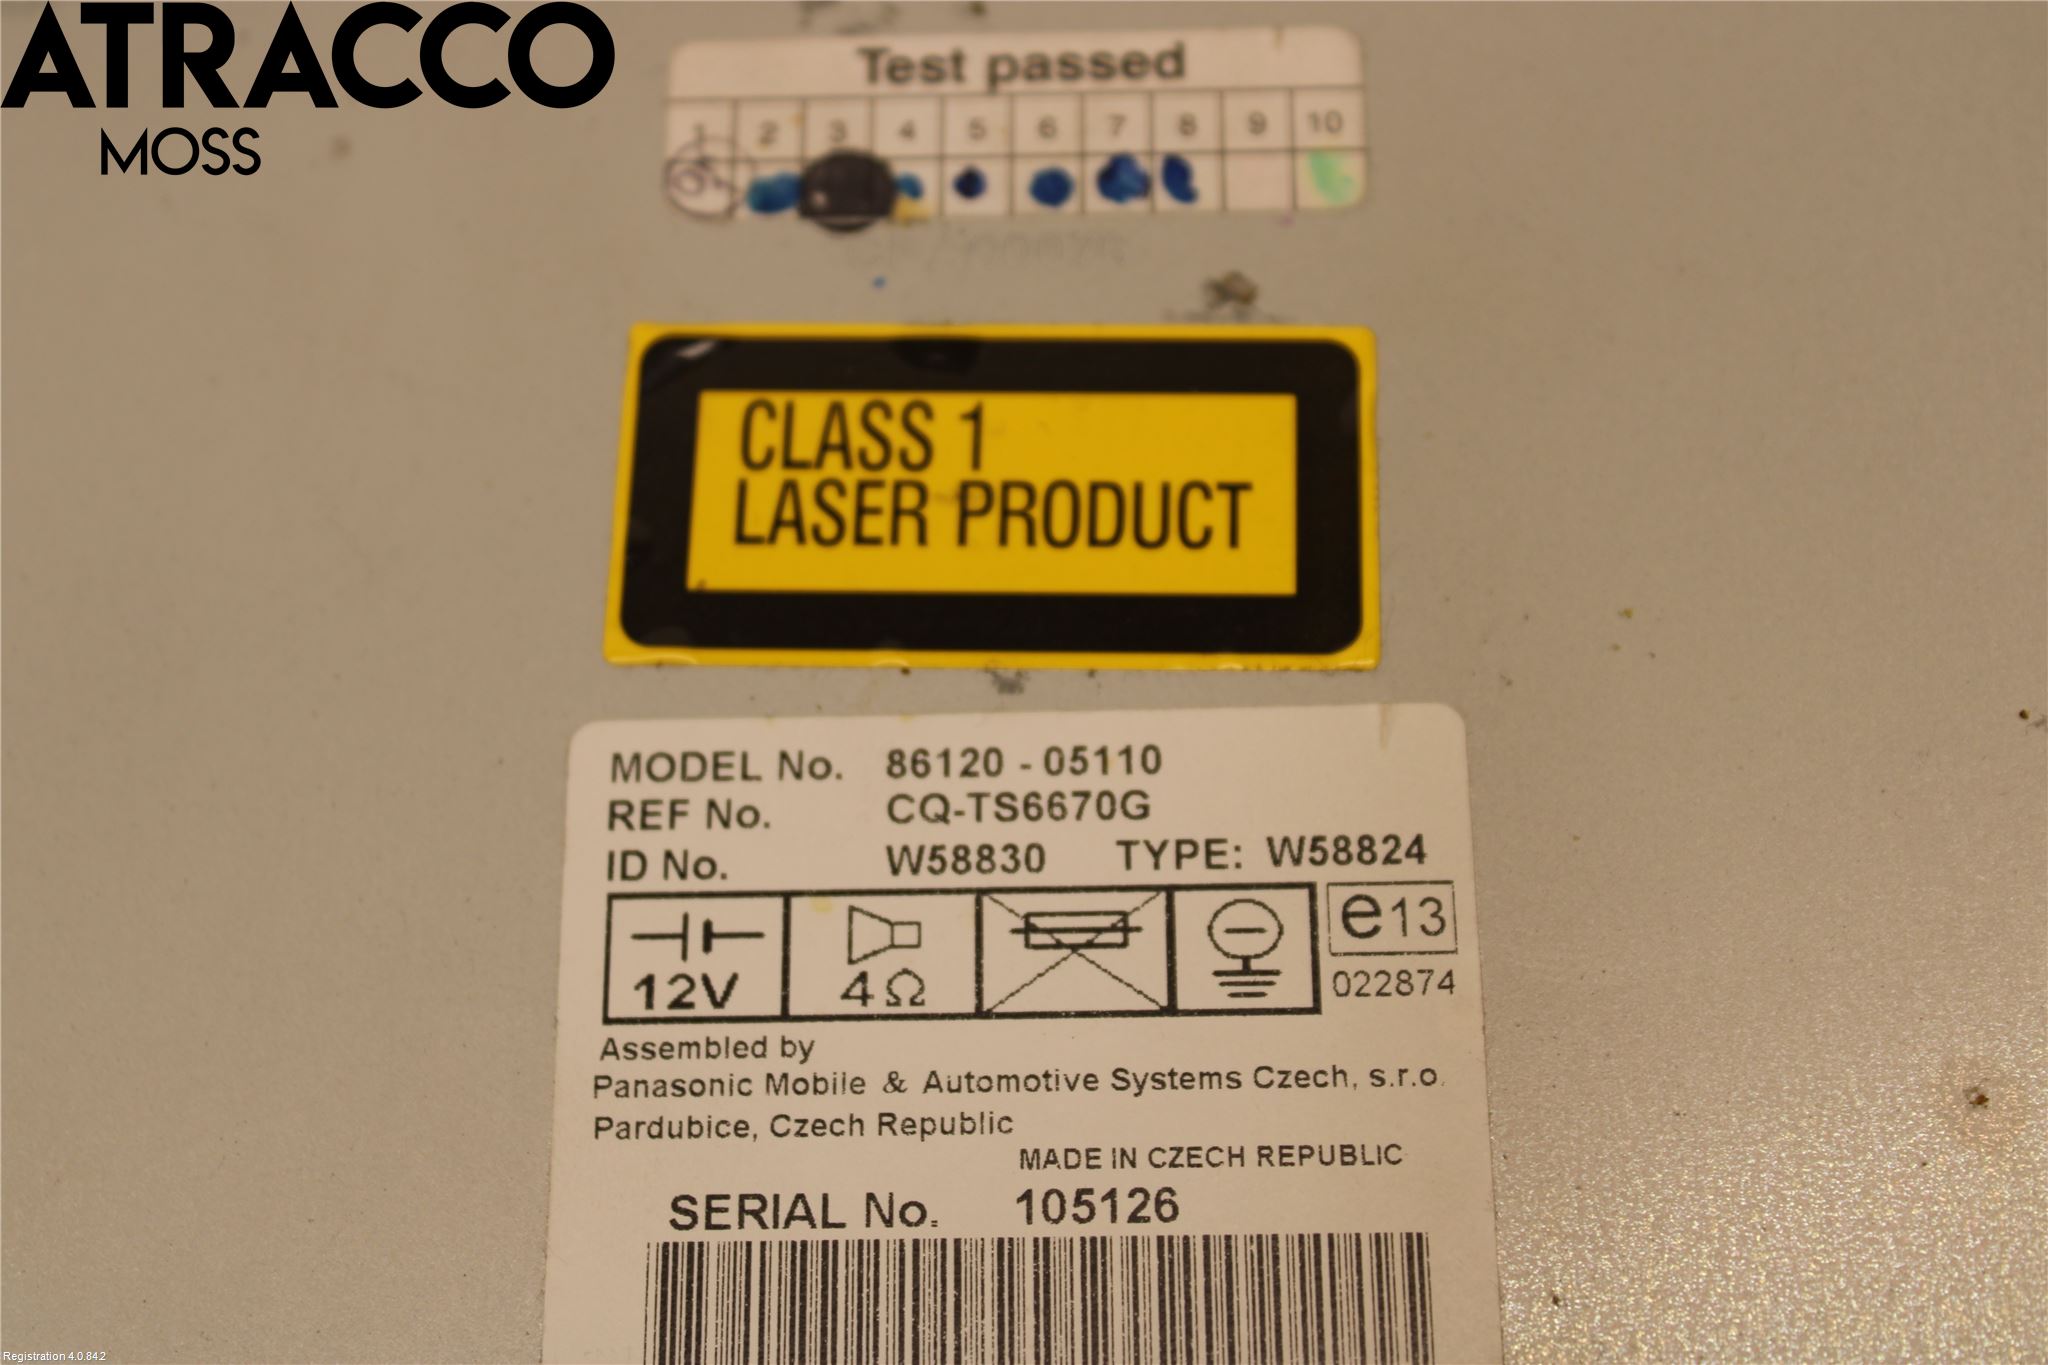 ATRACCO
MOSS
Test passed
1 2 3 4 5 6 7 8 9 10
CLASS 1
LASER PRODUCT
MODEL No. 86120 - 05110
REF No. CQ-TS6670G
ID No. W58830 TYPE: W58824
12V 4Ω e13
022874
Assembled by
Panasonic Mobile & Automotive Systems Czech, s.r.o.
Pardubice, Czech Republic
MADE IN CZECH REPUBLIC
SERIAL No. 105126
Registration 4.0.84.2